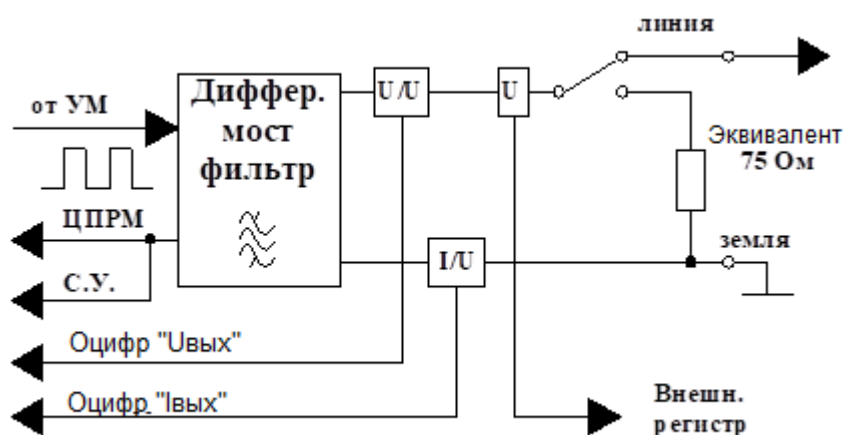 линия
Диффер.
мост
фильтр
U/U
U
от УМ
Эквивалент
75 Ом
ЦПРМ
I/U
земля
С.У.
Оцифр "Uвых"
Оцифр. "Iвых"
Внешн.
регистр